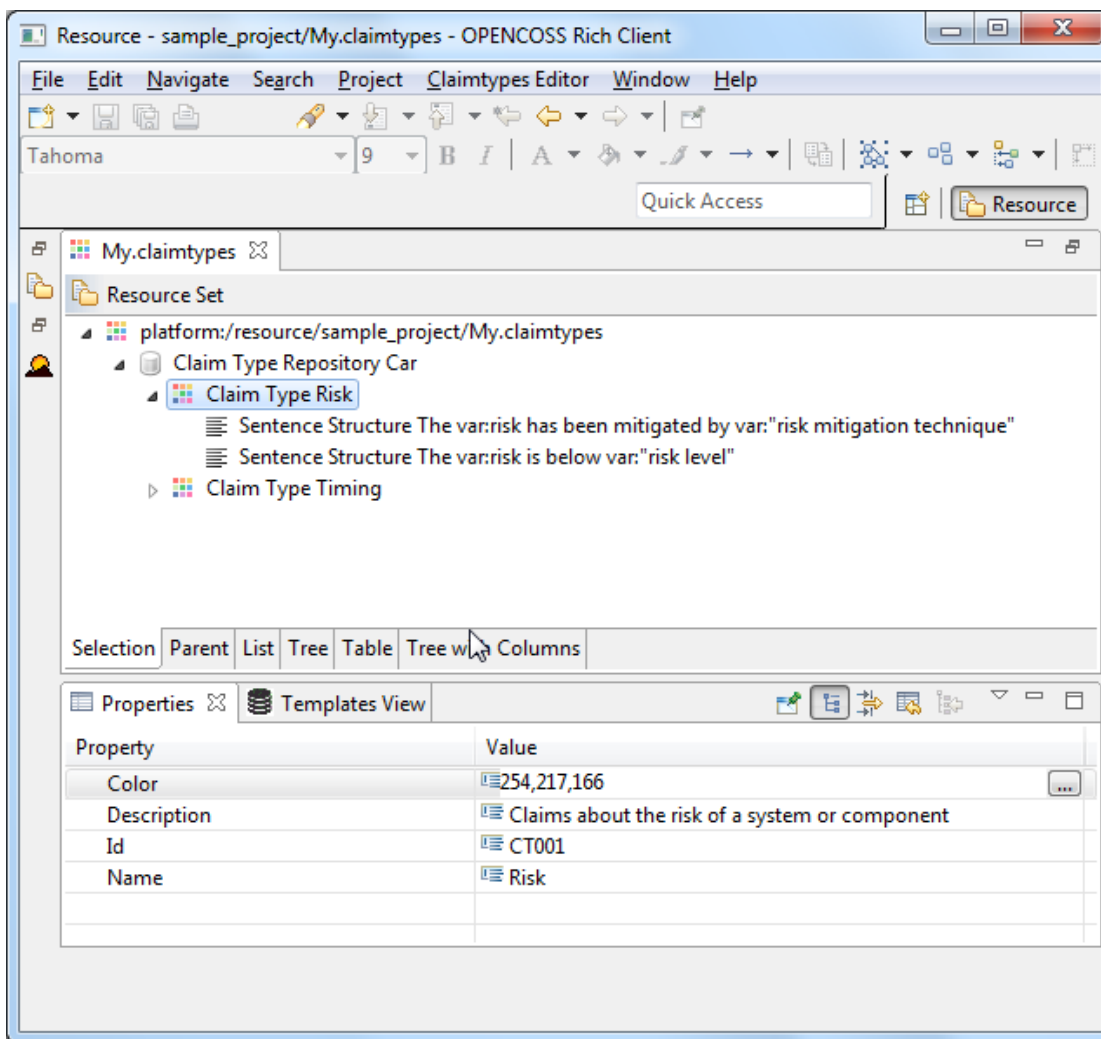 Resource - sample_project/My.claimtypes - OPENCOSS Rich Client
File Edit Navigate Search Project Claimtypes Editor Window Help
Tahoma 9 B I A
Quick Access Resource
My.claimtypes
Resource Set
platform:/resource/sample_project/My.claimtypes
Claim Type Repository Car
Claim Type Risk
Sentence Structure The var:risk has been mitigated by var:"risk mitigation technique"
Sentence Structure The var:risk is below var:"risk level"
Claim Type Timing
Selection Parent List Tree Table Tree with Columns
Properties Templates View
Property Value
Color 254,217,166
...
Description Claims about the risk of a system or component
Id CT001
Name Risk